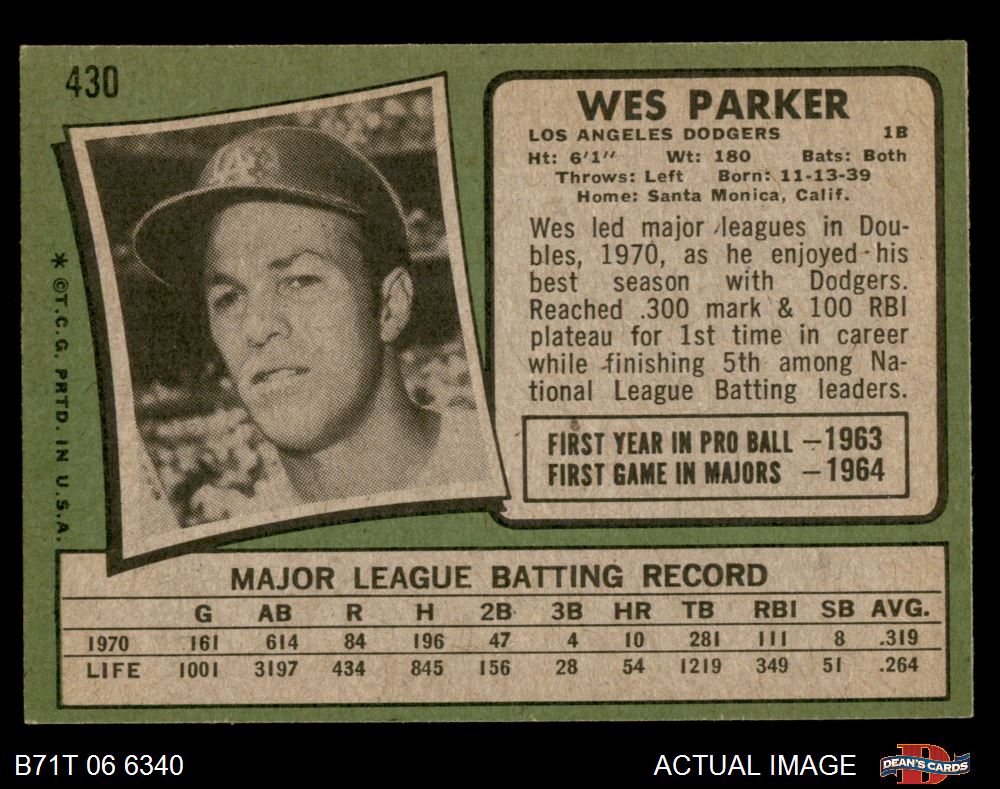 430
WES PARKER
LOS ANGELES DODGERS 1B
Ht: 6'1" Wt: 180 Bats: Both
Throws: Left Born: 11-13-39
Home: Santa Monica, Calif.
Wes led major leagues in Dou-
bles, 1970, as he enjoyed his
best season with Dodgers.
Reached .300 mark & 100 RBI
plateau for 1st time in career
while finishing 5th among Na-
tional League Batting leaders.
FIRST YEAR IN PRO BALL — 1963
FIRST GAME IN MAJORS — 1964
* ©T.C.G. PRTD. IN U.S.A.
MAJOR LEAGUE BATTING RECORD
G AB R H 2B 3B HR TB RBI SB AVG.
1970 161 614 84 196 47 4 10 281 111 8 .319
LIFE 1001 3197 434 845 156 28 54 1219 349 51 .264
B71T 06 6340 ACTUAL IMAGE
D DEAN'S CARDS